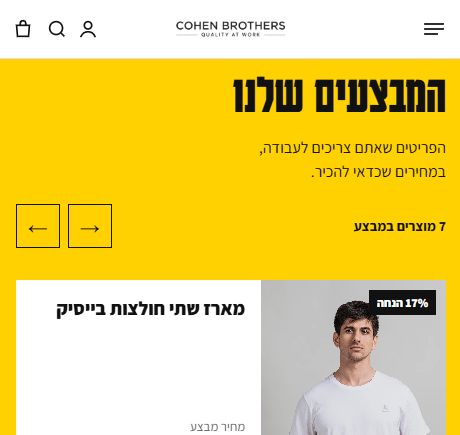 COHEN BROTHERS
QUALITY AT WORK
המבצעים שלנו
הפריטים שאתם צריכים לעבודה,
במחירים שכדאי להכיר.
7 מוצרים במבצע
17% הנחה
מארז שתי חולצות בייסיק
מחיר מבצע